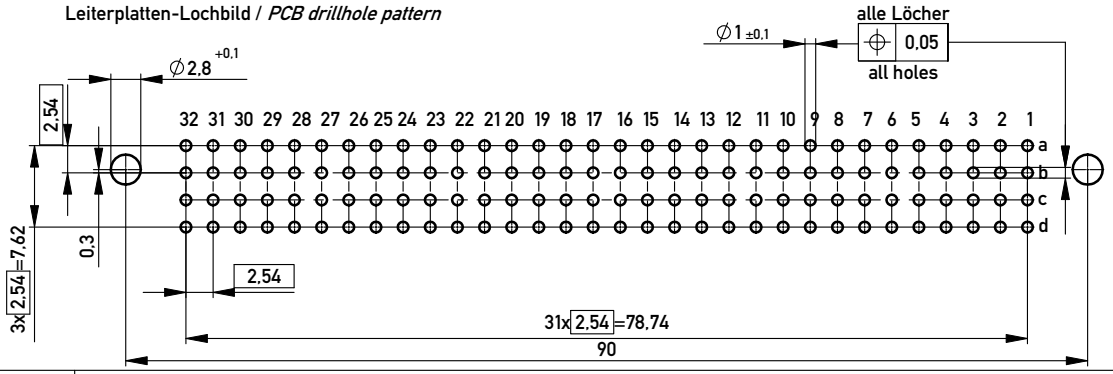 Leiterplatten-Lochbild / PCB drillhole pattern
alle Löcher
⌀1 ±0,1
⌖ 0,05
all holes
⌀2,8 +0,1
2.54
32 31 30 29 28 27 26 25 24 23 22 21 20 19 18 17 16 15 14 13 12 11 10 9 8 7 6 5 4 3 2 1
a
b
c
d
0,3
3x 2,54=7,62
2,54
31x 2,54=78,74
90